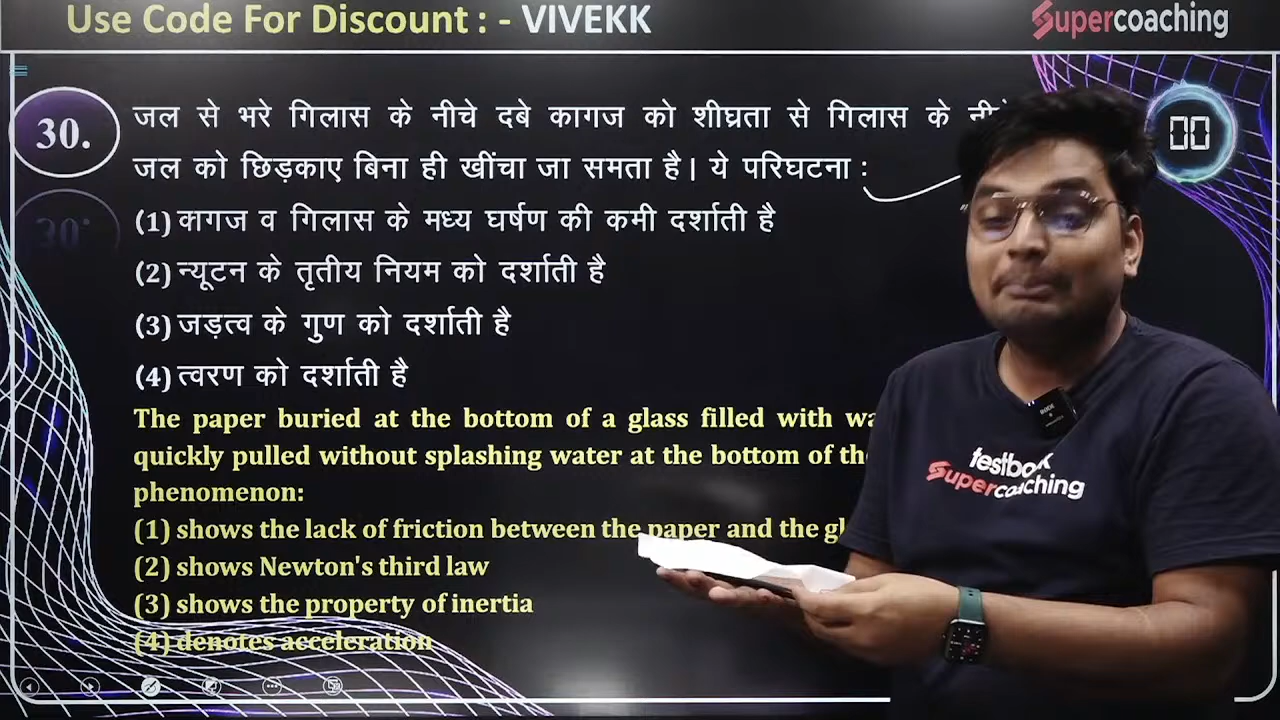 Use Code For Discount : - VIVEKK
Supercoaching
30.
जल से भरे गिलास के नीचे दबे कागज को शीघ्रता से गिलास के
00
जल को छिड़काए बिना ही खींचा जा समता है| ये परिघटना :
(1) कागज व गिलास के मध्य घर्षण की कमी दर्शाती है
(2) न्यूटन के तृतीय नियम को दर्शाती है
(3) जड़त्व के गुण को दर्शाती है
(4) त्वरण को दर्शाती है
The paper buried at the bottom of a glass filled with
quickly pulled without splashing water at the bottom of
phenomenon:
(1) shows the lack of friction between the paper and the
(2) shows Newton's third law
(3) shows the property of inertia
(4) denotes acceleration
testbook
Supercoaching